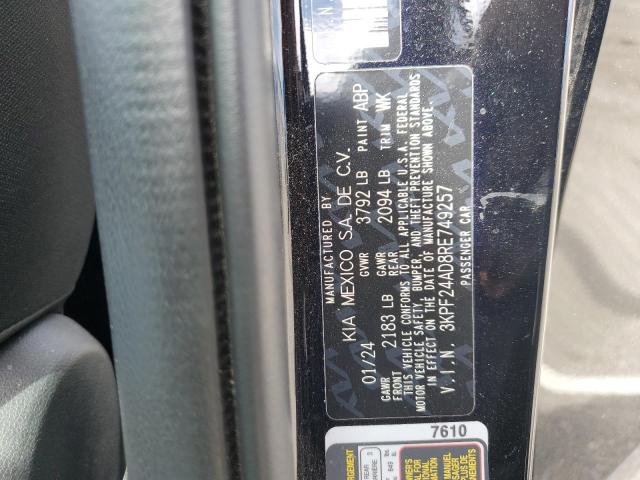 MANUFACTURED BY
KIA MEXICO S.A. DE C.V.
01/24 GVWR 3792 LB PAINT ABP
GAWR FRONT 2183 LB GAWR REAR 2094 LB TRIM WK
THIS VEHICLE CONFORMS TO ALL APPLICABLE U.S.A. FEDERAL
MOTOR VEHICLE SAFETY, BUMPER, AND THEFT PREVENTION STANDARDS
IN EFFECT ON THE DATE OF MANUFACTURE SHOWN ABOVE.
V.I.N. 3KPF24AD8RE749257
PASSENGER CAR
7610
REAR 3